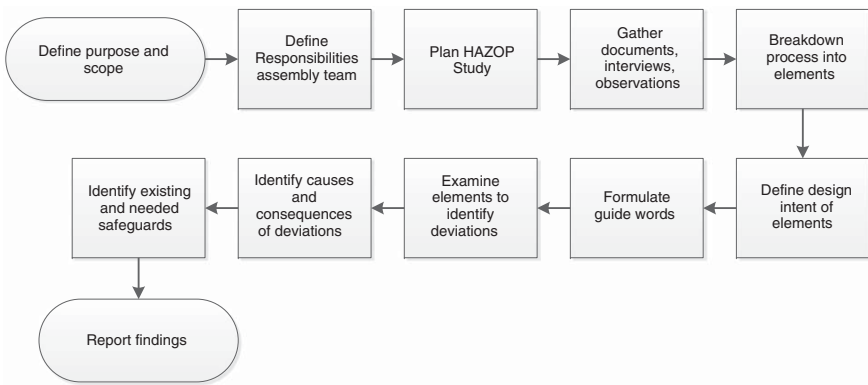 Define purpose and
scope
Define
Responsibilities
assembly team
Plan HAZOP
Study
Gather
documents,
interviews,
observations
Breakdown
process into
elements
Define design
intent of
elements
Formulate
guide words
Examine
elements to
identify
deviations
Identify causes
and
consequences
of deviations
Identify existing
and needed
safeguards
Report findings